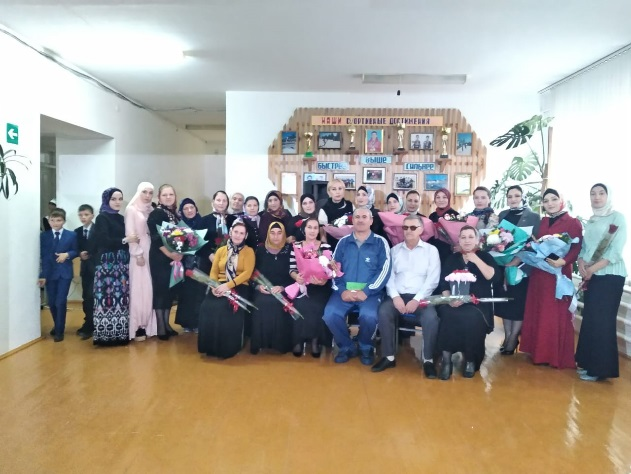 НАШИ СПОРТИВНЫЕ ДОСТИЖЕНИЯ
БЫСТРЕЕ ВЫШЕ СИЛЬНЕЕ